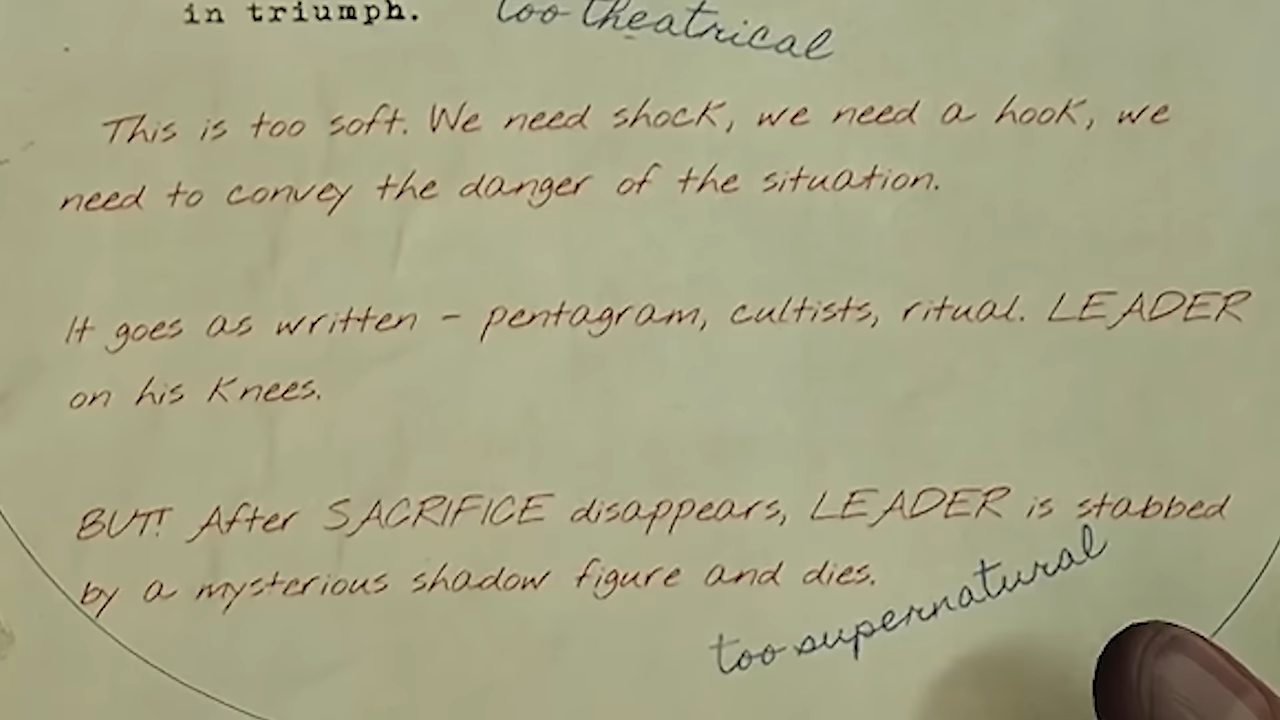 in triumph. too theatrical
This is too soft. We need shock, we need a hook, we
need to convey the danger of the situation.
It goes as written - pentagram, cultists, ritual. LEADER
on his knees.
BUT! After SACRIFICE disappears, LEADER is stabbed
by a mysterious shadow figure and dies.
too supernatural